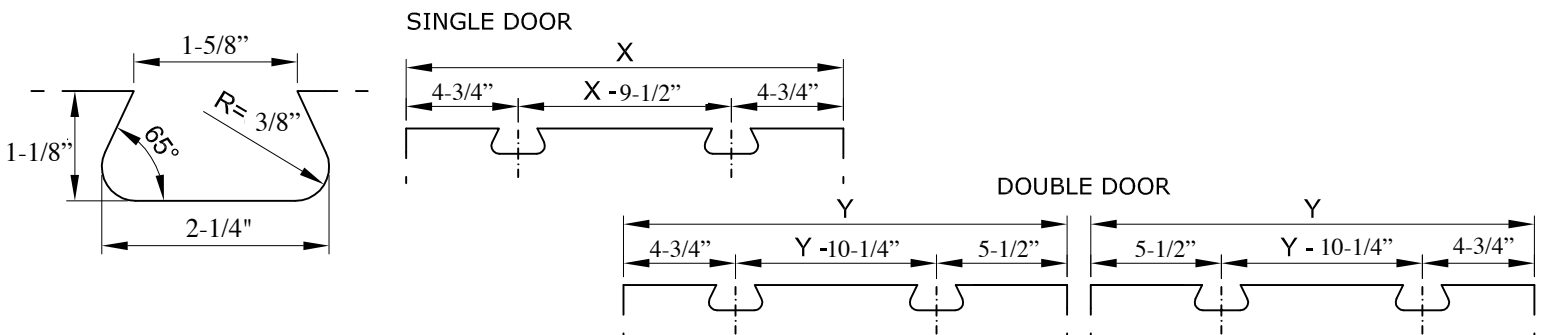 1-5/8”
R= 3/8”
65°
1-1/8”
2-1/4"
SINGLE DOOR
X
4-3/4” X - 9-1/2” 4-3/4”
DOUBLE DOOR
Y Y
4-3/4” Y -10-1/4” 5-1/2” 5-1/2” Y - 10-1/4” 4-3/4”